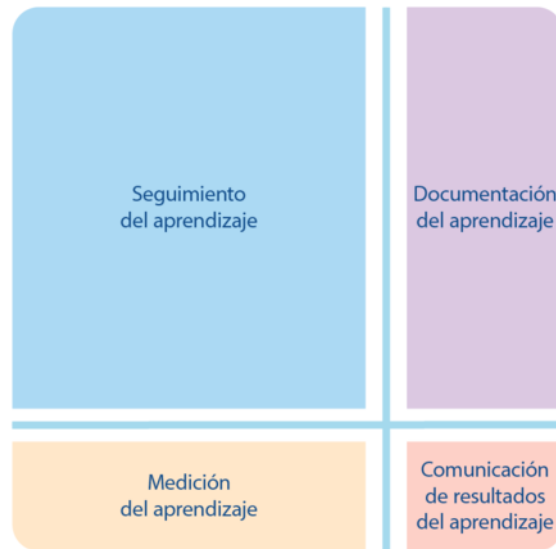 Seguimiento
del aprendizaje
Documentación
del aprendizaje
Medición
del aprendizaje
Comunicación
de resultados
del aprendizaje